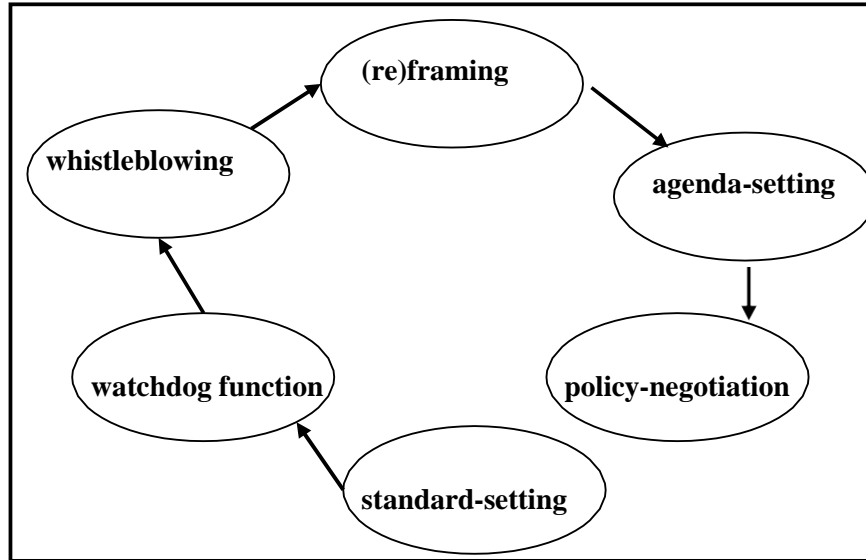 (re)framing
whistleblowing
agenda-setting
watchdog function
policy-negotiation
standard-setting